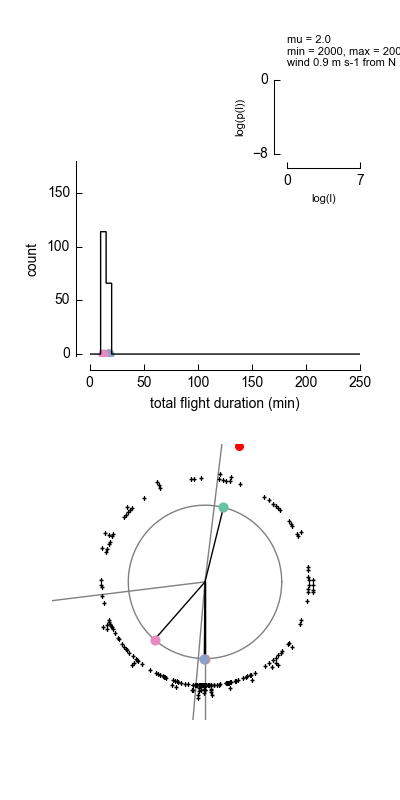 mu = 2.0
min = 2000, max = 200
wind 0.9 m s-1 from N
0
log(p(l))
−8
0 7
log(l)
150
100
count
50
0
0 50 100 150 200 250
total flight duration (min)